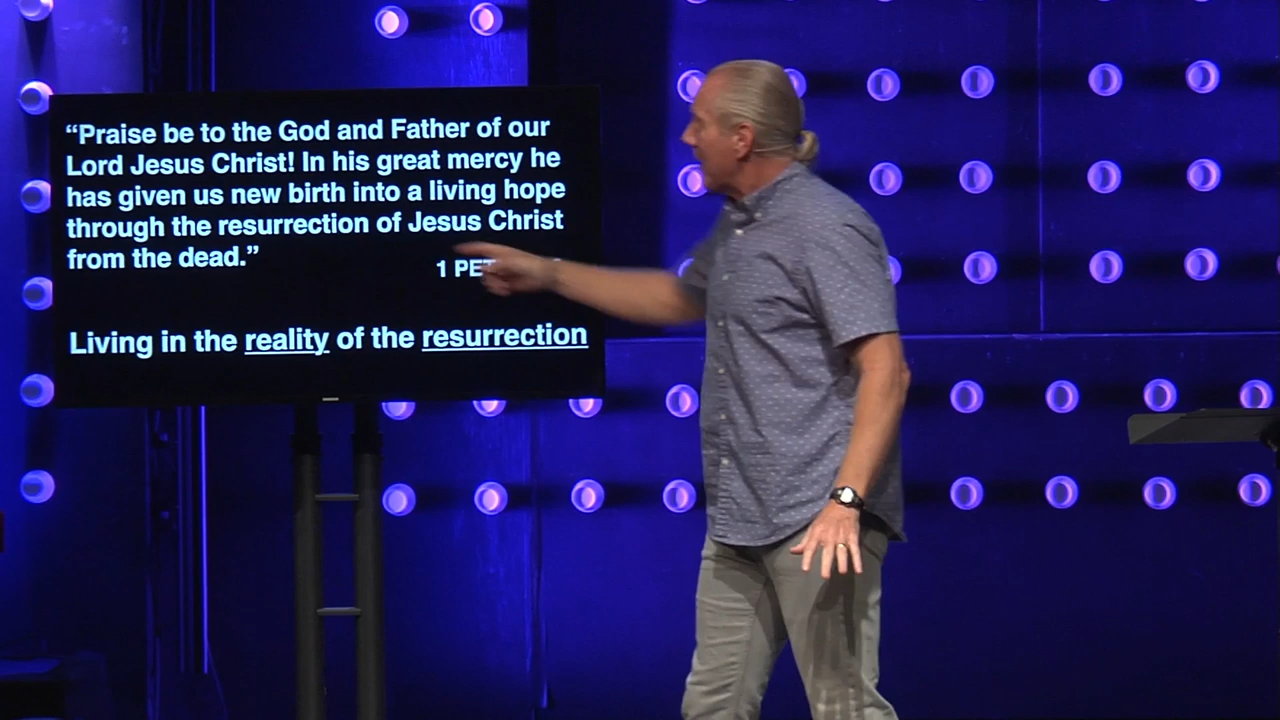 “Praise be to the God and Father of our
Lord Jesus Christ! In his great mercy he
has given us new birth into a living hope
through the resurrection of Jesus Christ
from the dead.”
1
Living in the reality of the resurrection